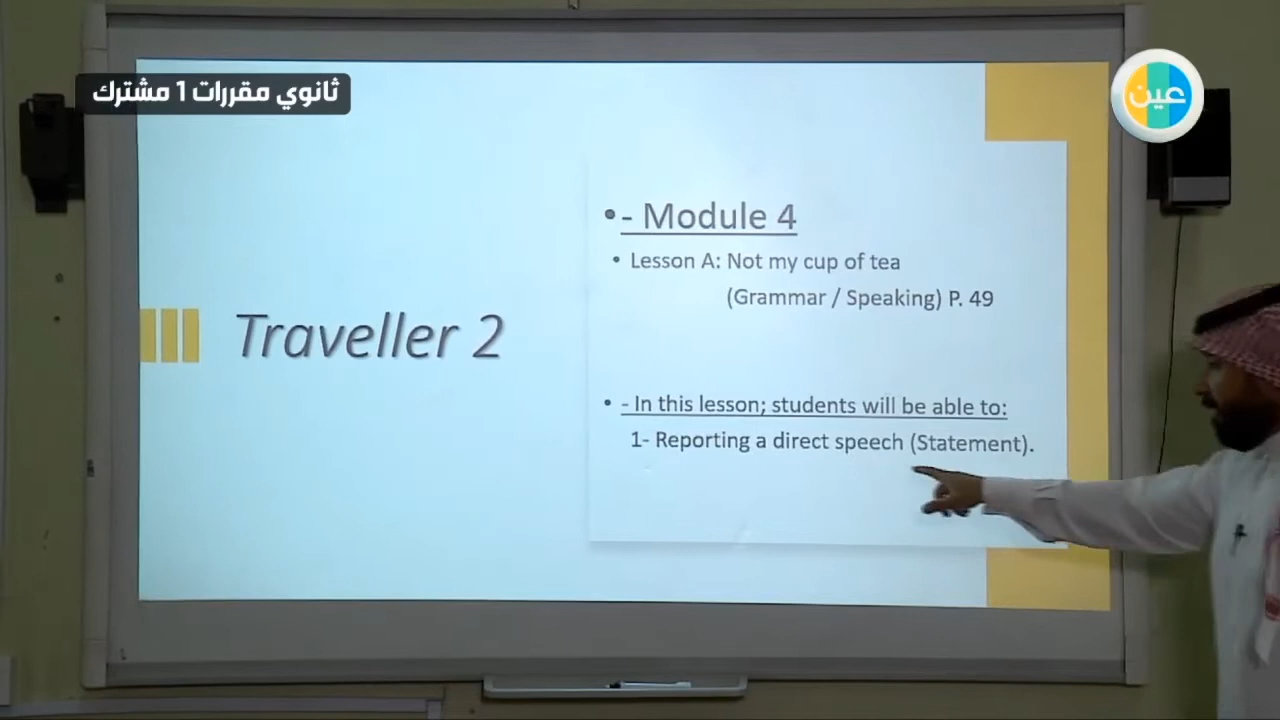 ثانوي مقررات 1 مشترك
عين
Traveller 2
•- Module 4
• Lesson A: Not my cup of tea
(Grammar / Speaking) P. 49
• - In this lesson; students will be able to:
1- Reporting a direct speech (Statement).